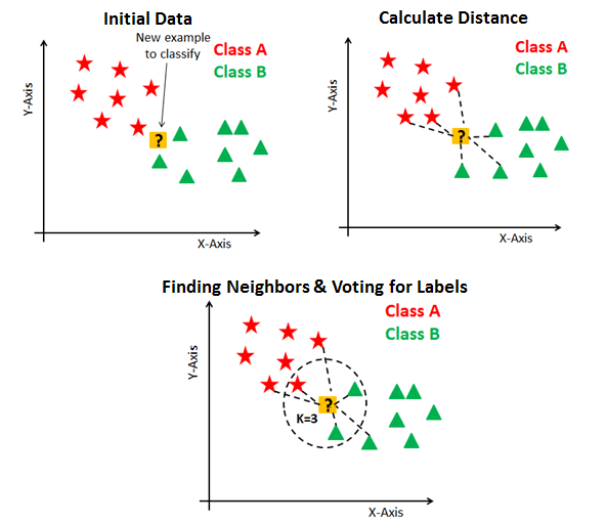 Initial Data
New example
to classify
Class A
Class B
?
Y-Axis
X-Axis
Calculate Distance
Class A
Class B
?
Y-Axis
X-Axis
Finding Neighbors & Voting for Labels
Class A
Class B
?
K=3
Y-Axis
X-Axis